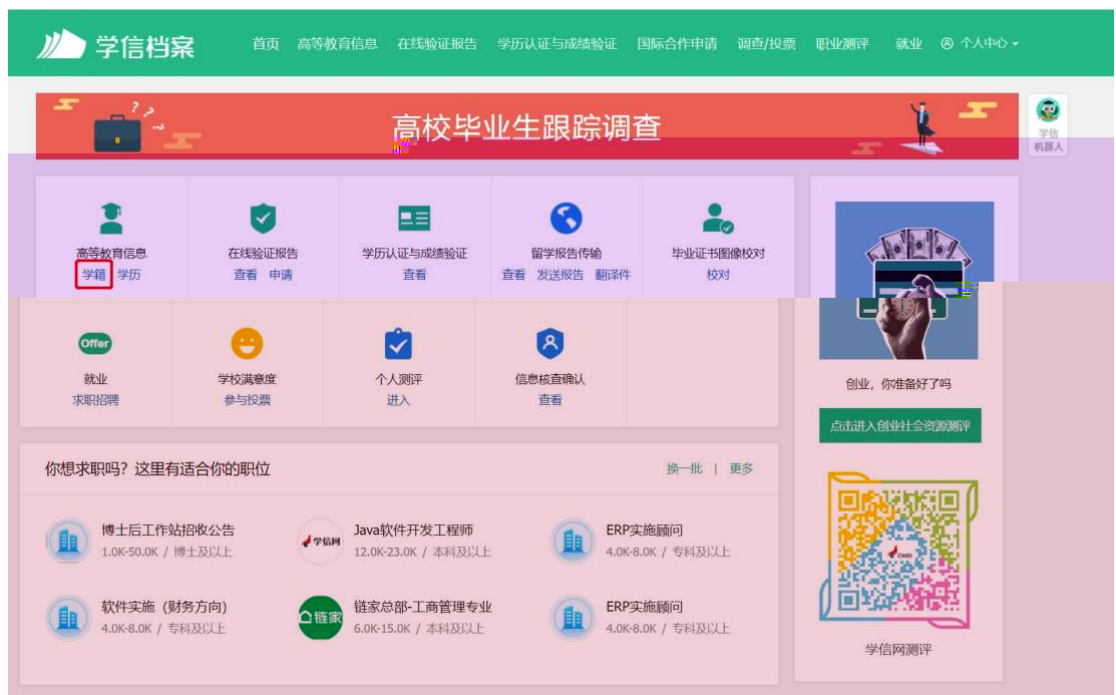 学信档案
首页 高等教育信息 在线验证报告 学历认证与成绩验证 国际合作申请 调查/投票 职业测评 就业 个人中心
? ? ?
高校毕业生跟踪调查
学信
机器人
高等教育信息 在线验证报告 学历认证与成绩验证 留学报告传输 毕业证书图像校对
学籍 学历 查看 申请 查看 查看 发送报告 翻译件 校对
Offer
就业 学校满意度 个人测评 信息核查确认
求职招聘 参与投票 进入 查看
创业，你准备好了吗
点击进入创业社会资源测评
你想求职吗？这里有适合你的职位 换一批 | 更多
博士后工作站招收公告 Java软件开发工程师 ERP实施顾问
1.0K-50.0K / 博士及以上 学信网 12.0K-23.0K / 本科及以上 4.0K-8.0K / 专科及以上
软件实施（财务方向） 链家总部-工商管理专业 ERP实施顾问
4.0K-8.0K / 专科及以上 链家 6.0K-15.0K / 本科及以上 4.0K-8.0K / 专科及以上
学信网测评